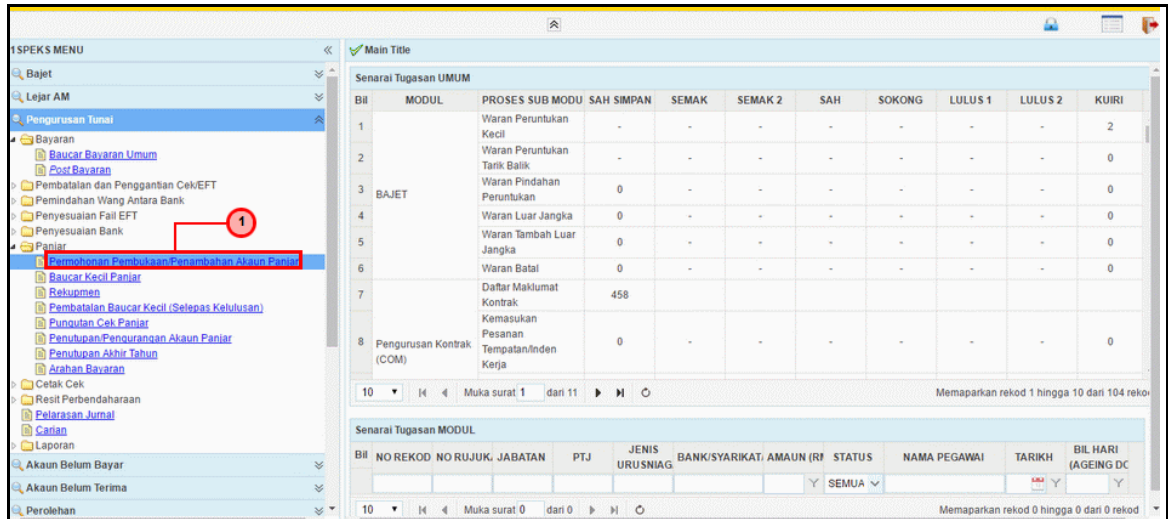 1SPEKS MENU
Bajet
Lejar AM
Pengurusan Tunai
Bayaran
Baucar Bayaran Umum
Post Bayaran
Pembatalan dan Penggantian Cek/EFT
Pemindahan Wang Antara Bank
Penyesuaian Fail EFT
Penyesuaian Bank
1
Panjar
Permohonan Pembukaan/Penambahan Akaun Panjar
Baucar Kecil Panjar
Rekupmen
Pembatalan Baucar Kecil (Selepas Kelulusan)
Pungutan Cek Panjar
Penutupan/Pengurangan Akaun Panjar
Penutupan Akhir Tahun
Arahan Bayaran
Cetak Cek
Resit Perbendaharaan
Pelarasan Jurnal
Carian
Laporan
Akaun Belum Bayar
Akaun Belum Terima
Perolehan
Main Title
Senarai Tugasan UMUM
Bil MODUL PROSES SUB MODU SAH SIMPAN SEMAK SEMAK 2 SAH SOKONG LULUS 1 LULUS 2 KUIRI
1 Waran Peruntukan - - - - - - - 2
Kecil
2 Waran Peruntukan - - - - - - - 0
Tarik Balik
3 BAJET Waran Pindahan 0 - - - - - - 0
Peruntukan
4 Waran Luar Jangka 0 - - - - - - 0
5 Waran Tambah Luar 0 - - - - - - 0
Jangka
6 Waran Batal 0 - - - - - - 0
7 Daftar Maklumat 458
Kontrak
8 Pengurusan Kontrak Kemasukan 0 - - - - - - 0
(COM) Pesanan
Tempatan/Inden
Kerja
10 Muka surat 1 dari 11 Memaparkan rekod 1 hingga 10 dari 104 reko
Senarai Tugasan MODUL
Bil NO REKOD NO RUJUK JABATAN PTJ JENIS URUSNIAG BANK/SYARIKAT AMAUN (RM STATUS NAMA PEGAWAI TARIKH BIL HARI (AGEING DO
SEMUA
10 Muka surat 0 dari 0 Memaparkan rekod 0 hingga 0 dari 0 rekod